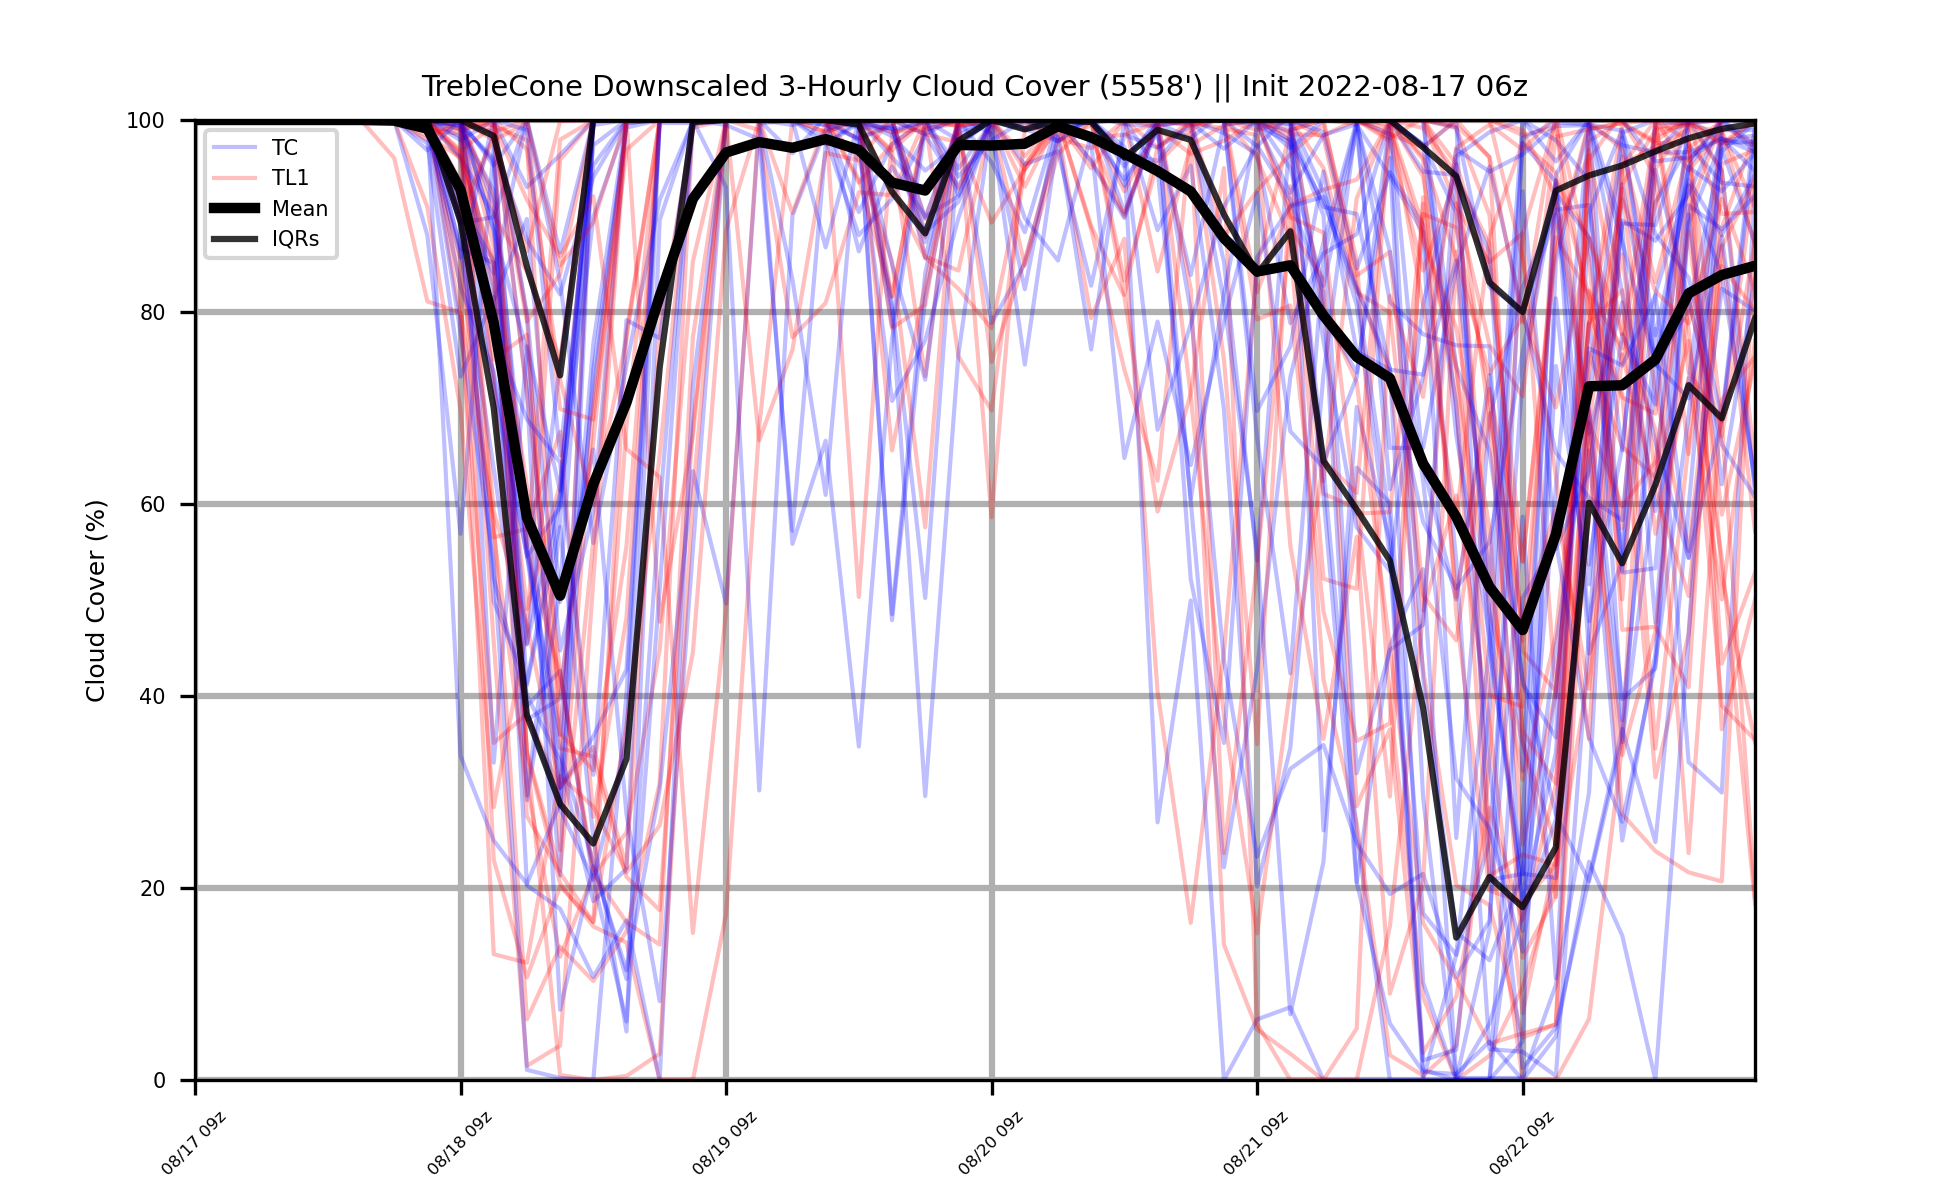 TrebleCone Downscaled 3-Hourly Cloud Cover (5558') || Init 2022-08-17 06z
100
80
60
40
20
0
Cloud Cover (%)
TC
TL1
Mean
IQRs
08/17 09z
08/18 09z
08/19 09z
08/20 09z
08/21 09z
08/22 09z